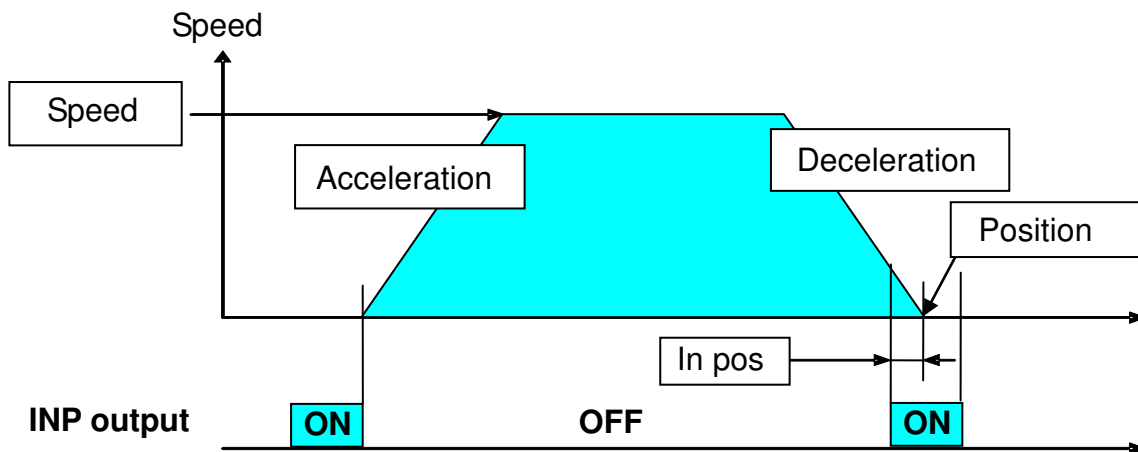 Speed
Speed
Acceleration
Deceleration
Position
In pos
INP output
ON
OFF
ON